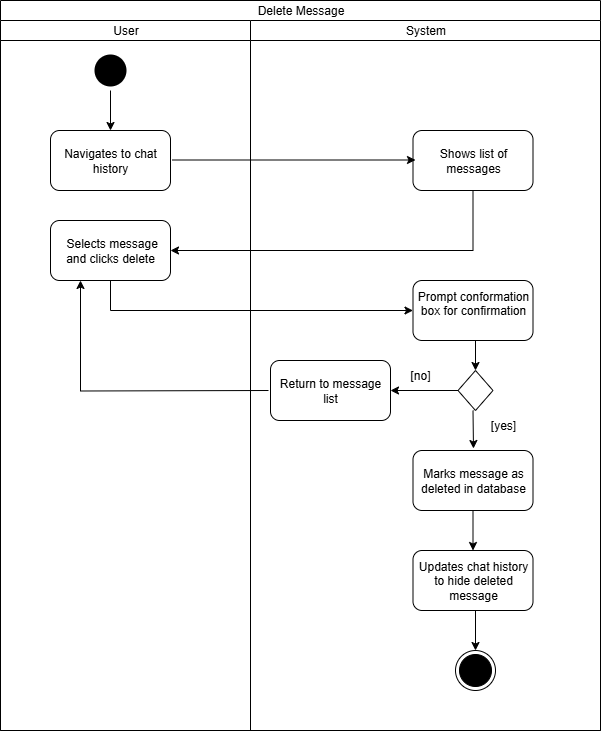 Delete Message
User
System
Navigates to chat
history
Shows list of
messages
Selects message
and clicks delete
Prompt conformation
box for confirmation
[no]
Return to message
list
[yes]
Marks message as
deleted in database
Updates chat history
to hide deleted
message